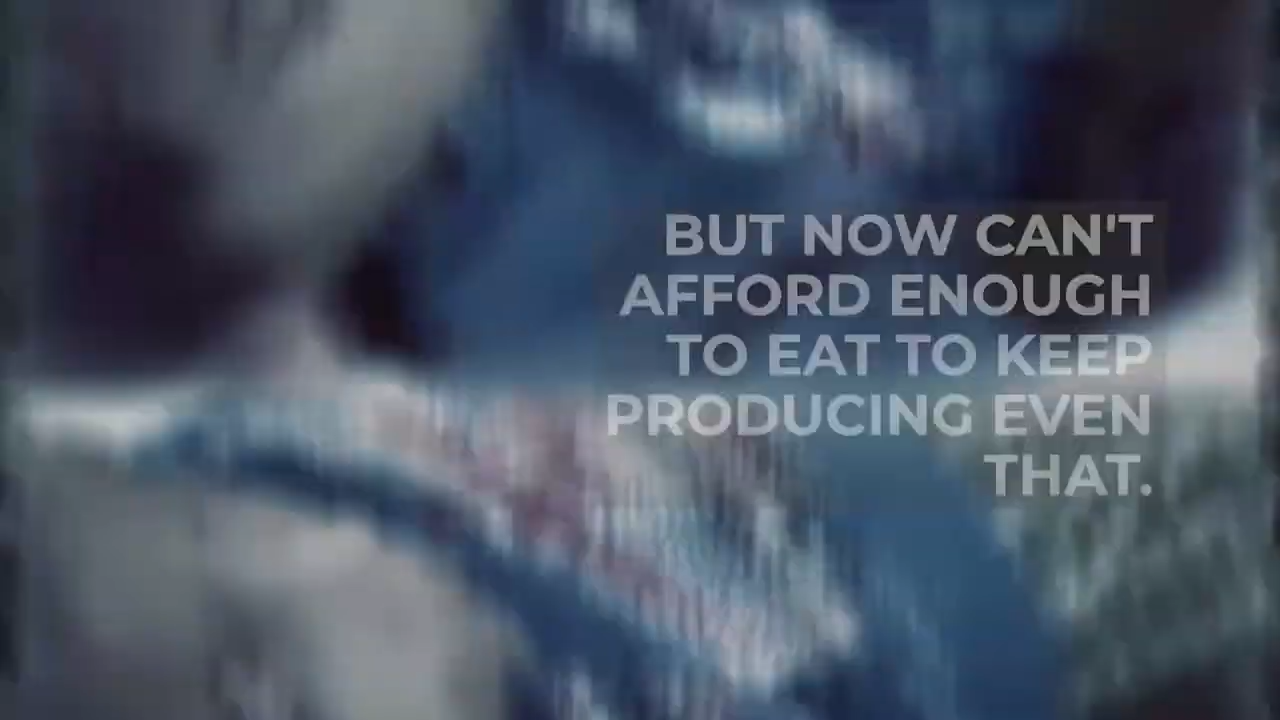 BUT NOW CAN'T
AFFORD ENOUGH
TO EAT TO KEEP
PRODUCING EVEN
THAT.